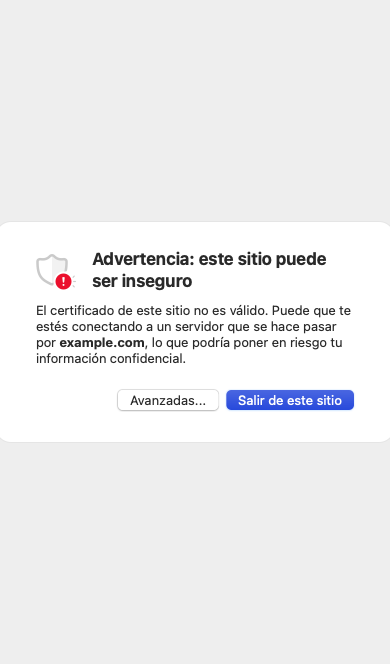 Advertencia: este sitio puede
ser inseguro
El certificado de este sitio no es válido. Puede que te
estés conectando a un servidor que se hace pasar
por example.com, lo que podría poner en riesgo tu
información confidencial.
Avanzadas... Salir de este sitio